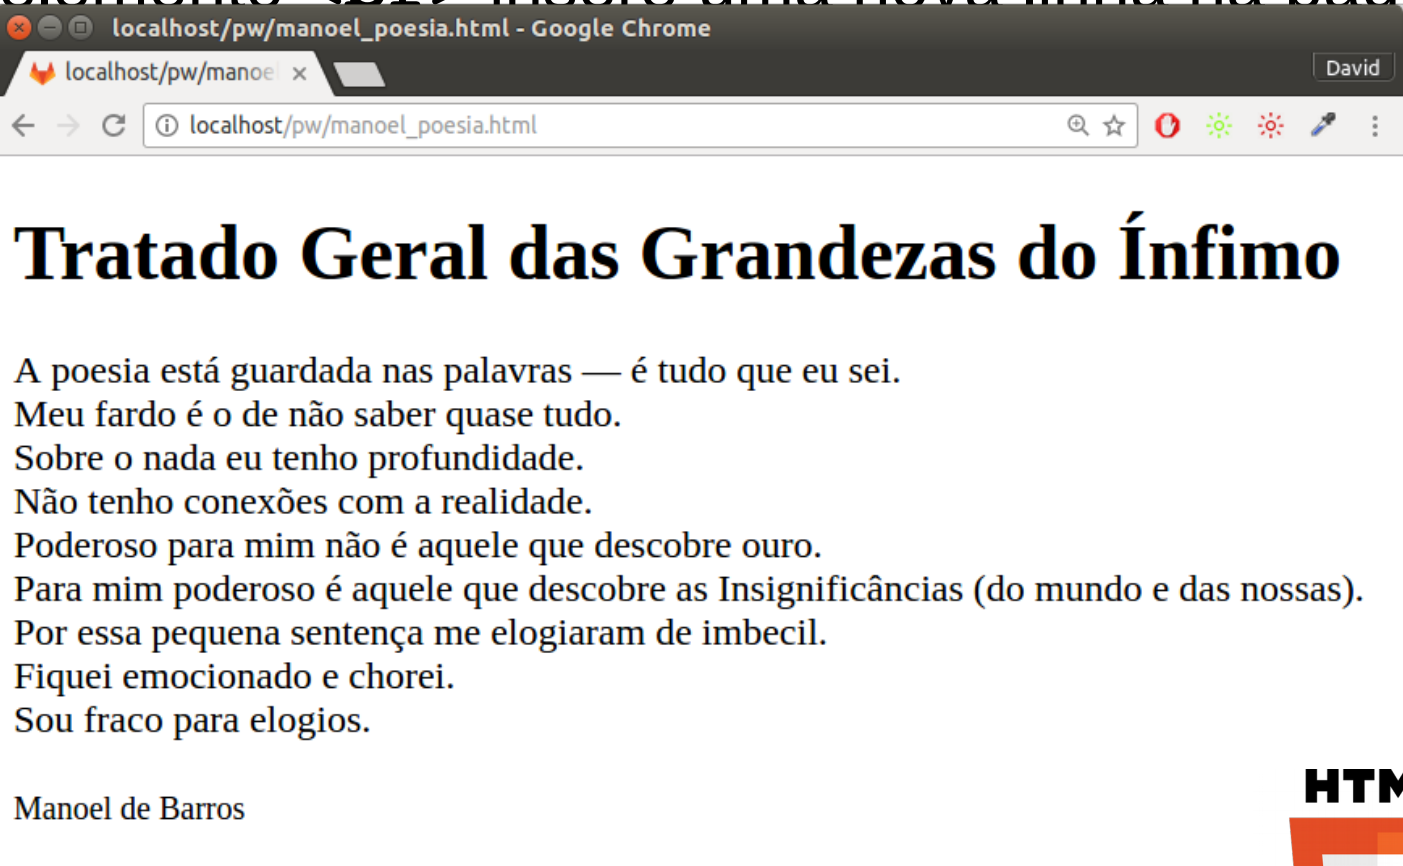 localhost/pw/manoel_poesia.html - Google Chrome
localhost/pw/manoe
David
localhost/pw/manoel_poesia.html
Tratado Geral das Grandezas do Ínfimo
A poesia está guardada nas palavras — é tudo que eu sei.
Meu fardo é o de não saber quase tudo.
Sobre o nada eu tenho profundidade.
Não tenho conexões com a realidade.
Poderoso para mim não é aquele que descobre ouro.
Para mim poderoso é aquele que descobre as Insignificâncias (do mundo e das nossas).
Por essa pequena sentença me elogiaram de imbecil.
Fiquei emocionado e chorei.
Sou fraco para elogios.
Manoel de Barros
HTM